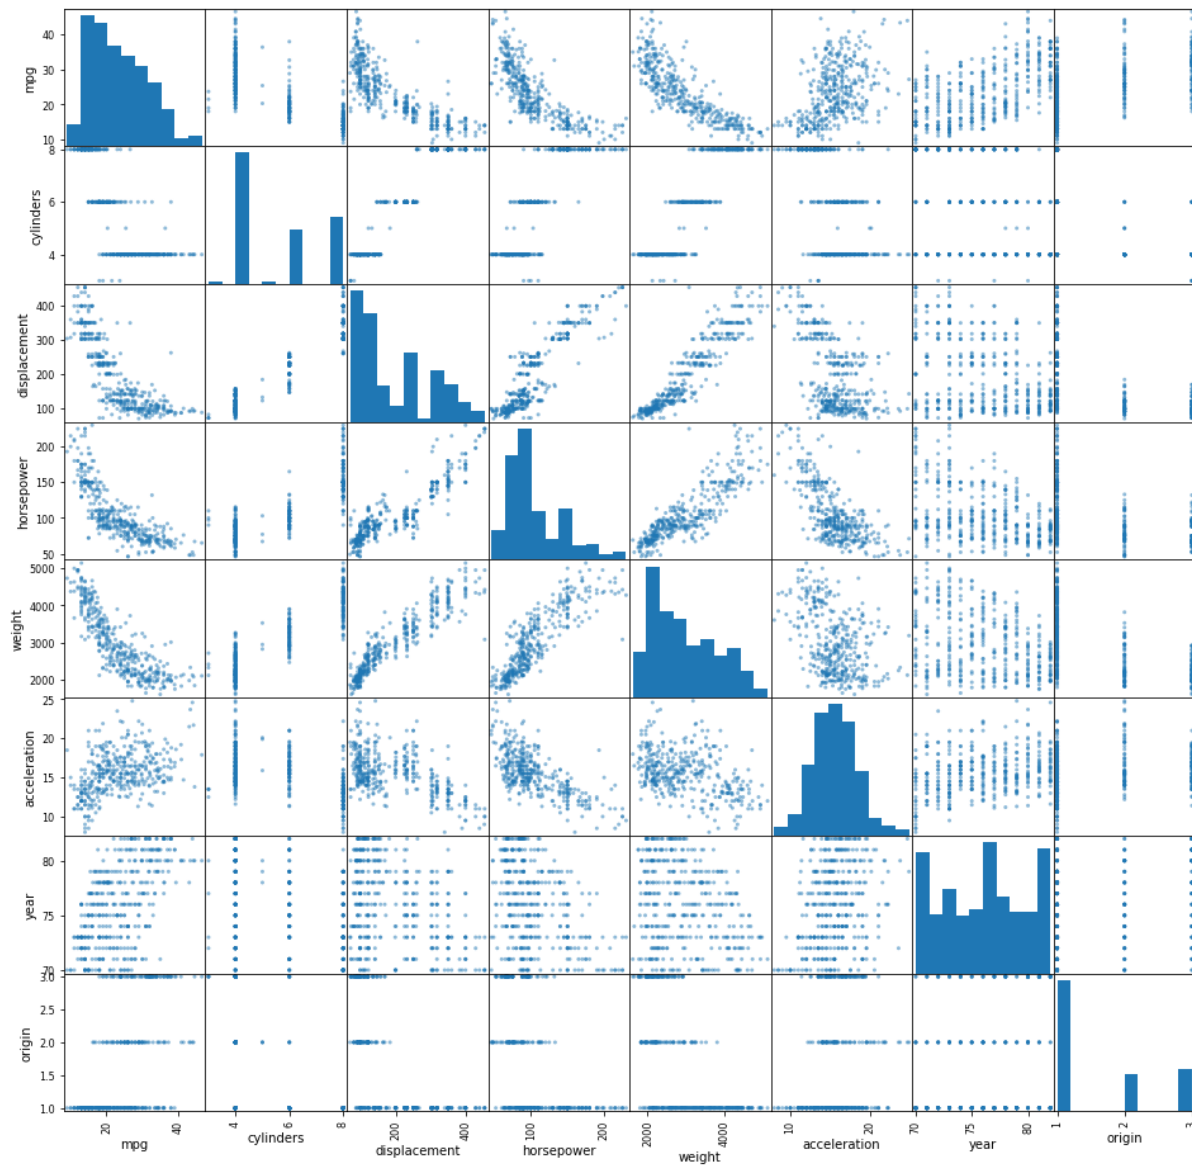 40
30
20
10
mpg
8
6
4
cylinders
400
300
200
100
displacement
200
150
100
50
horsepower
5000
4000
3000
2000
weight
25
20
15
10
acceleration
80
75
70
year
3.0
2.5
2.0
1.5
1.0
origin
20 40
mpg
4 6 8
cylinders
200 400
displacement
100 200
horsepower
2000 4000
weight
10 20
acceleration
70 75 80
year
1 2 3
origin